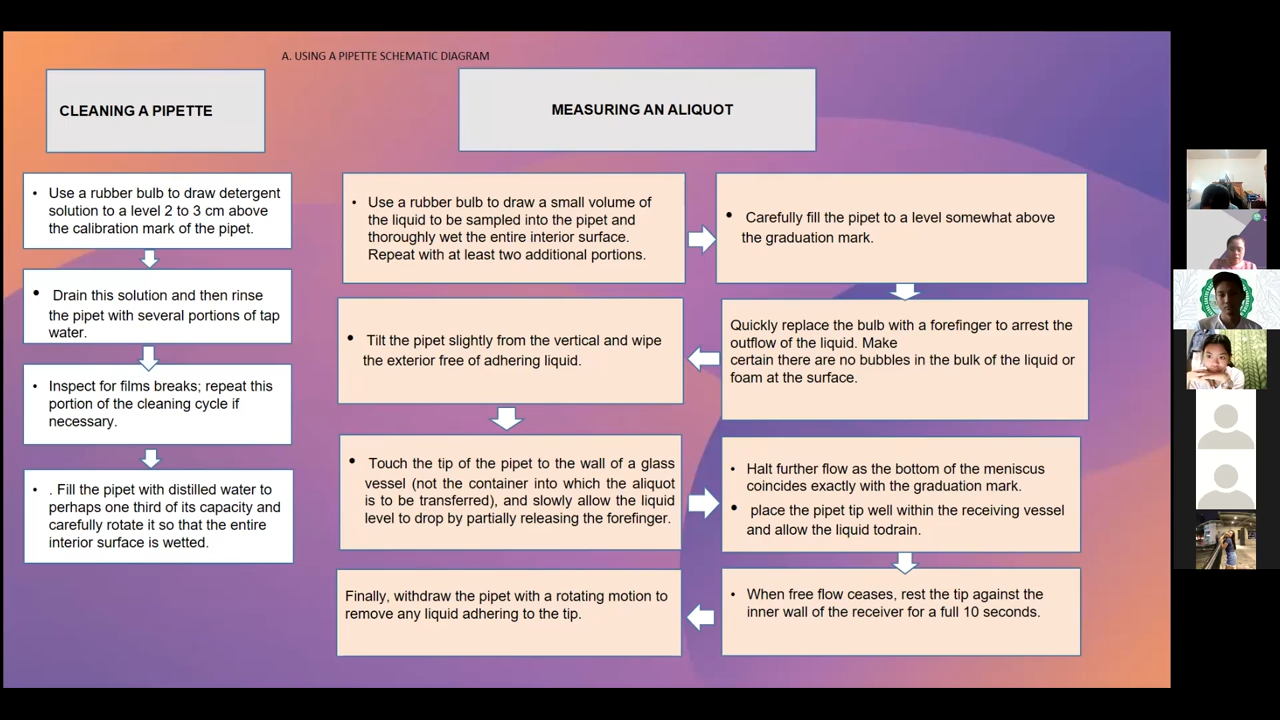 A. USING A PIPETTE SCHEMATIC DIAGRAM
CLEANING A PIPETTE
• Use a rubber bulb to draw detergent
solution to a level 2 to 3 cm above
the calibration mark of the pipet.
• Drain this solution and then rinse
the pipet with several portions of tap
water.
• Inspect for films breaks; repeat this
portion of the cleaning cycle if
necessary.
• . Fill the pipet with distilled water to
perhaps one third of its capacity and
carefully rotate it so that the entire
interior surface is wetted.
MEASURING AN ALIQUOT
• Use a rubber bulb to draw a small volume of
the liquid to be sampled into the pipet and
thoroughly wet the entire interior surface.
Repeat with at least two additional portions.
• Carefully fill the pipet to a level somewhat above
the graduation mark.
Quickly replace the bulb with a forefinger to arrest the
outflow of the liquid. Make
certain there are no bubbles in the bulk of the liquid or
foam at the surface.
• Tilt the pipet slightly from the vertical and wipe
the exterior free of adhering liquid.
• Touch the tip of the pipet to the wall of a glass
vessel (not the container into which the aliquot
is to be transferred), and slowly allow the liquid
level to drop by partially releasing the forefinger.
• Halt further flow as the bottom of the meniscus
coincides exactly with the graduation mark.
• place the pipet tip well within the receiving vessel
and allow the liquid todrain.
• When free flow ceases, rest the tip against the
inner wall of the receiver for a full 10 seconds.
Finally, withdraw the pipet with a rotating motion to
remove any liquid adhering to the tip.